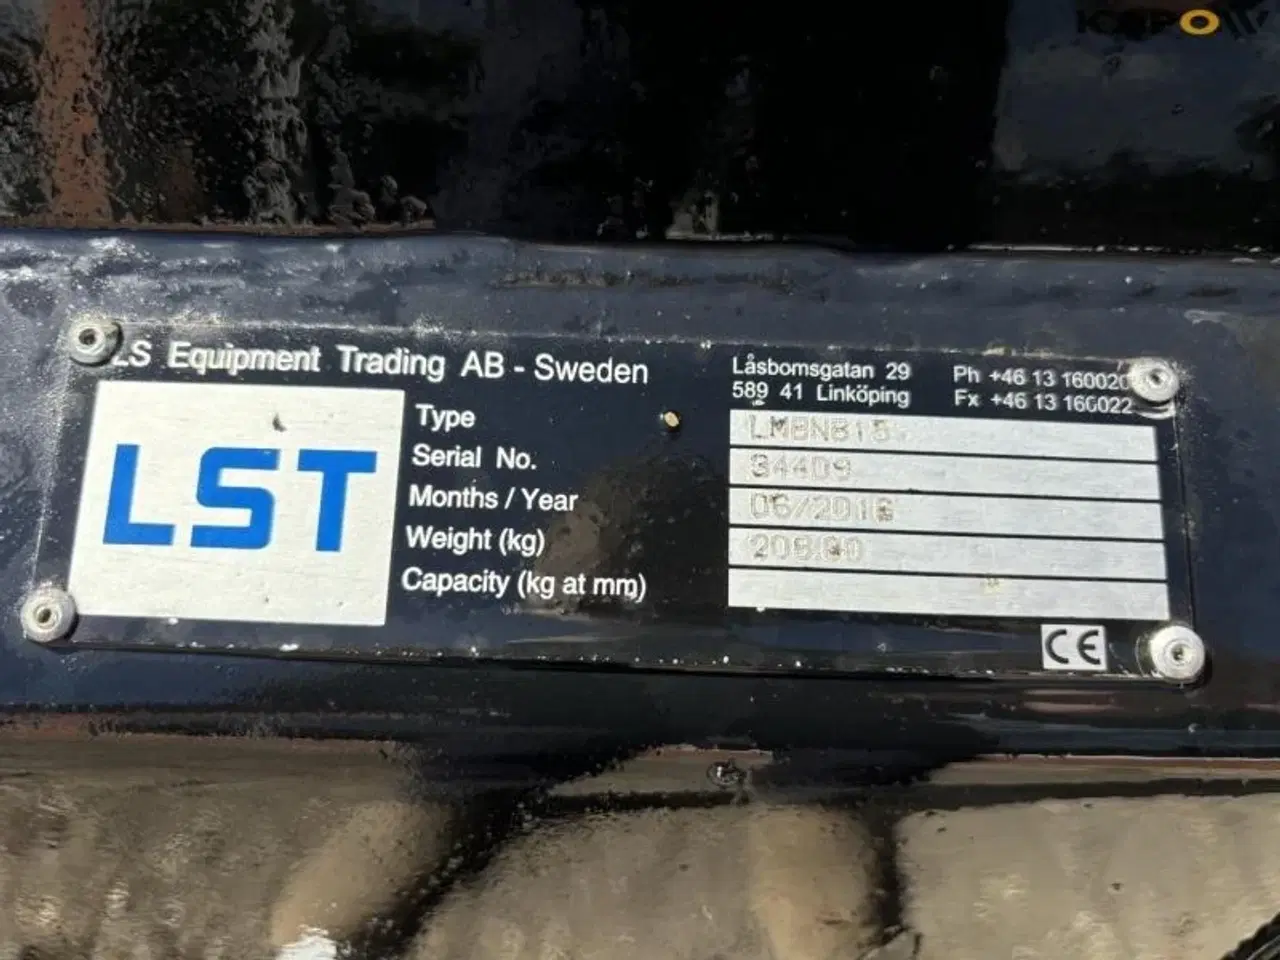 LS Equipment Trading AB - Sweden
Låsbomsgatan 29
589 41 Linköping
Ph +46 13 160020
Fx +46 13 160022
LST
Type
Serial No. 34409
Months / Year 06/2016
Weight (kg)
Capacity (kg at mm)
CE